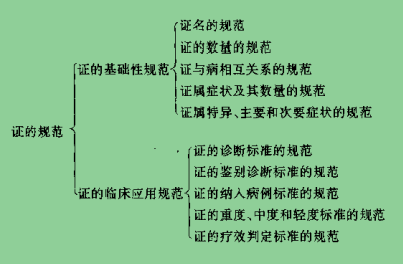 证名的规范
证的数量的规范
证的基础性规范
证与病相互关系的规范
证属症状及其数量的规范
证属特异、主要和次要症状的规范
证的规范
证的诊断标准的规范
证的鉴别诊断标准的规范
证的临床应用规范
证的纳入病例标准的规范
证的重度、中度和轻度标准的规范
证的疗效判定标准的规范